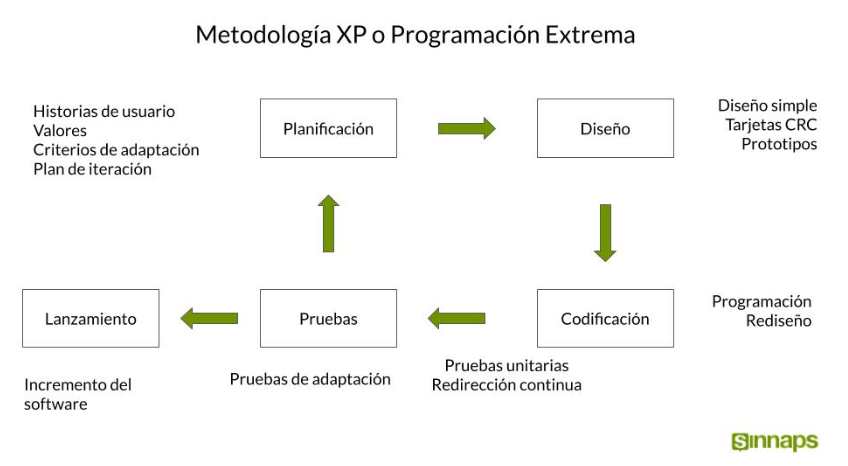 Metodología XP o Programación Extrema
Historias de usuario
Valores
Criterios de adaptación
Plan de iteración
Planificación
Diseño
Diseño simple
Tarjetas CRC
Prototipos
Lanzamiento
Pruebas
Codificación
Programación
Rediseño
Incremento del
software
Pruebas de adaptación
Pruebas unitarias
Redirección continua
Sinnaps